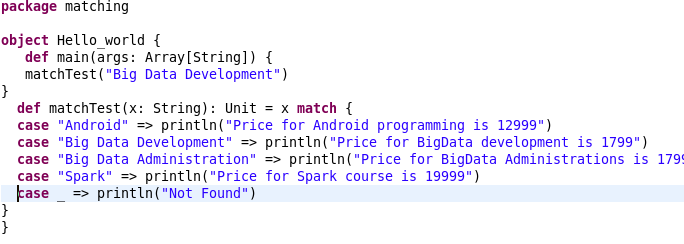 package matching
object Hello_world {
def main(args: Array[String]) {
matchTest("Big Data Development")
}
def matchTest(x: String): Unit = x match {
case "Android" => println("Price for Android programming is 12999")
case "Big Data Development" => println("Price for BigData development is 1799")
case "Big Data Administration" => println("Price for BigData Administrations is 179
case "Spark" => println("Price for Spark course is 19999")
case _ => println("Not Found")
}
}